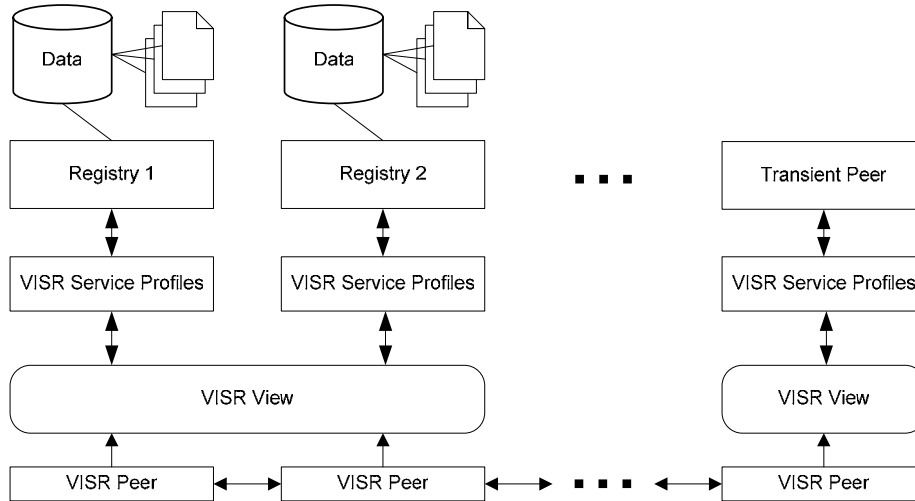 Data
Data
Registry 1
Registry 2
Transient Peer
VISR Service Profiles
VISR Service Profiles
VISR Service Profiles
VISR View
VISR View
VISR Peer
VISR Peer
VISR Peer